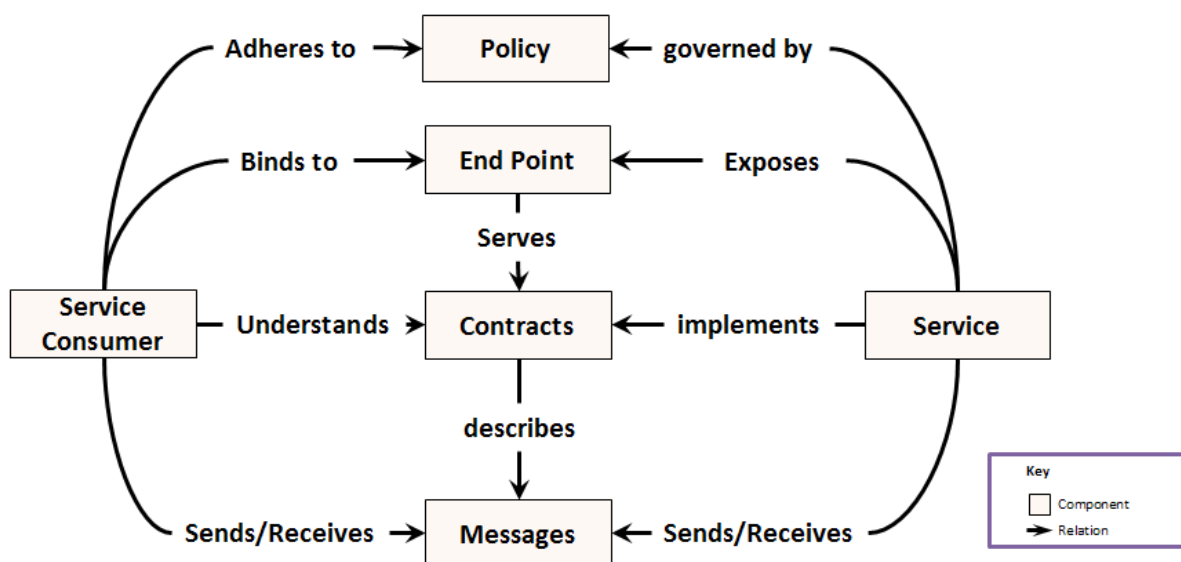 Adheres to
Policy
governed by
Binds to
End Point
Exposes
Serves
Service
Consumer
Understands
Contracts
implements
Service
describes
Sends/Receives
Messages
Sends/Receives
Key
Component
Relation